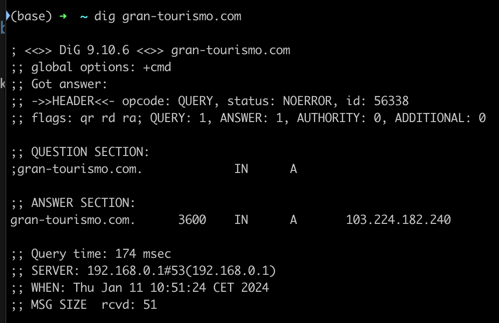 (base) ➜ ~ dig gran-tourismo.com
; <<>> DiG 9.10.6 <<>> gran-tourismo.com
;; global options: +cmd
;; Got answer:
;; ->>HEADER<<- opcode: QUERY, status: NOERROR, id: 56338
;; flags: qr rd ra; QUERY: 1, ANSWER: 1, AUTHORITY: 0, ADDITIONAL: 0
;; QUESTION SECTION:
;gran-tourismo.com. IN A
;; ANSWER SECTION:
gran-tourismo.com. 3600 IN A 103.224.182.240
;; Query time: 174 msec
;; SERVER: 192.168.0.1#53(192.168.0.1)
;; WHEN: Thu Jan 11 10:51:24 CET 2024
;; MSG SIZE rcvd: 51